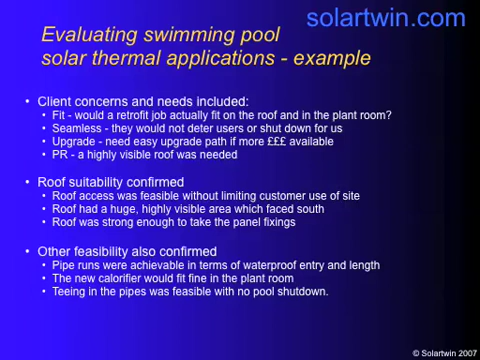 solartwin.com
Evaluating swimming pool
solar thermal applications - example
• Client concerns and needs included:
• Fit - would a retrofit job actually fit on the roof and in the plant room?
• Seamless - they would not deter users or shut down for us
• Upgrade - need easy upgrade path if more £££ available
• PR - a highly visible roof was needed
• Roof suitability confirmed
• Roof access was feasible without limiting customer use of site
• Roof had a huge, highly visible area which faced south
• Roof was strong enough to take the panel fixings
• Other feasibility also confirmed
• Pipe runs were achievable in terms of waterproof entry and length
• The new calorifier would fit fine in the plant room
• Teeing in the pipes was feasible with no pool shutdown.
© Solartwin 2007